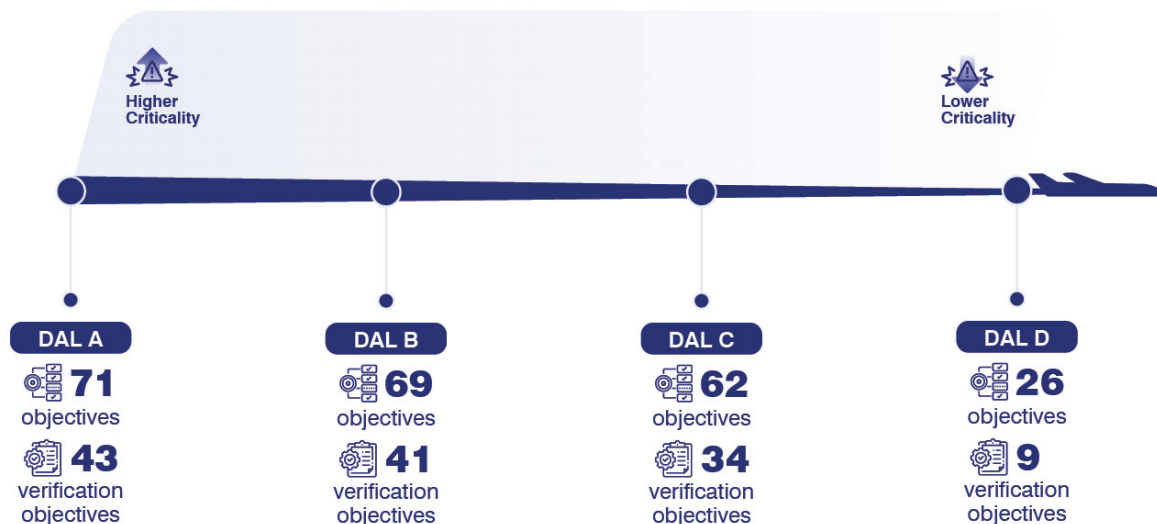 Higher
Criticality
Lower
Criticality
DAL A
71
objectives
43
verification
objectives
DAL B
69
objectives
41
verification
objectives
DAL C
62
objectives
34
verification
objectives
DAL D
26
objectives
9
verification
objectives